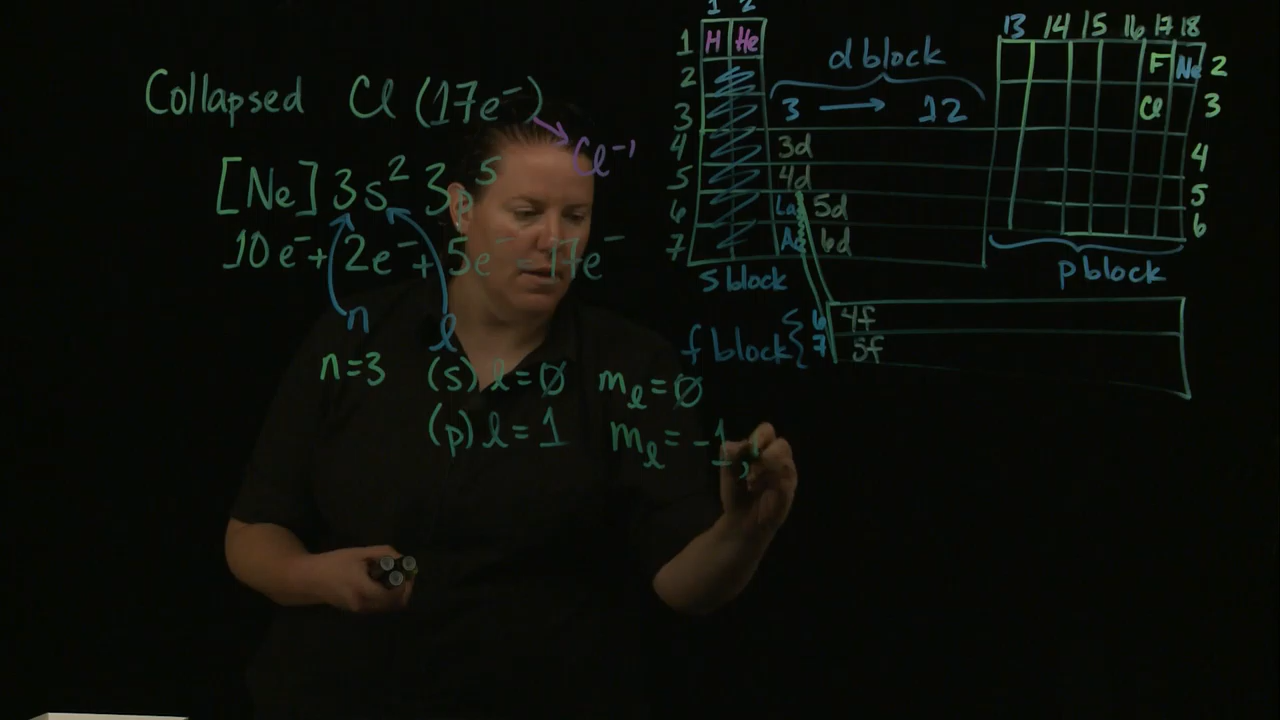 Collapsed Cl (17e⁻)
Cl⁻¹
[Ne] 3s² 3p⁵
10e⁻ + 2e⁻ + 5e⁻ = 17e⁻
n l
n=3 (s) l=0 mₗ=0
(p) l=1 mₗ=-1,
1 2
1 H He
2
3
4
5
6
7
s block
d block
3 → 12
3d
4d
La 5d
Ac 6d
13 14 15 16 17 18
F Ne 2
Cl 3
4
5
6
p block
f block { 6 4f
7 5f